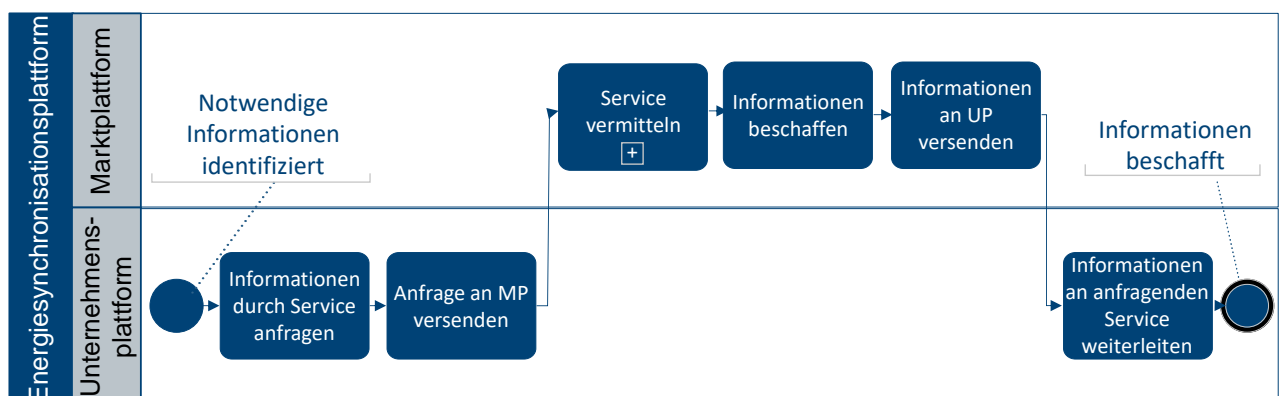 Energiesynchronisationsplattform
Marktplattform
Notwendige
Informationen
identifiziert
Service
vermitteln
+
Informationen
beschaffen
Informationen
an UP
versenden
Informationen
beschafft
Unternehmens-
plattform
Informationen
durch Service
anfragen
Anfrage an MP
versenden
Informationen
an anfragenden
Service
weiterleiten